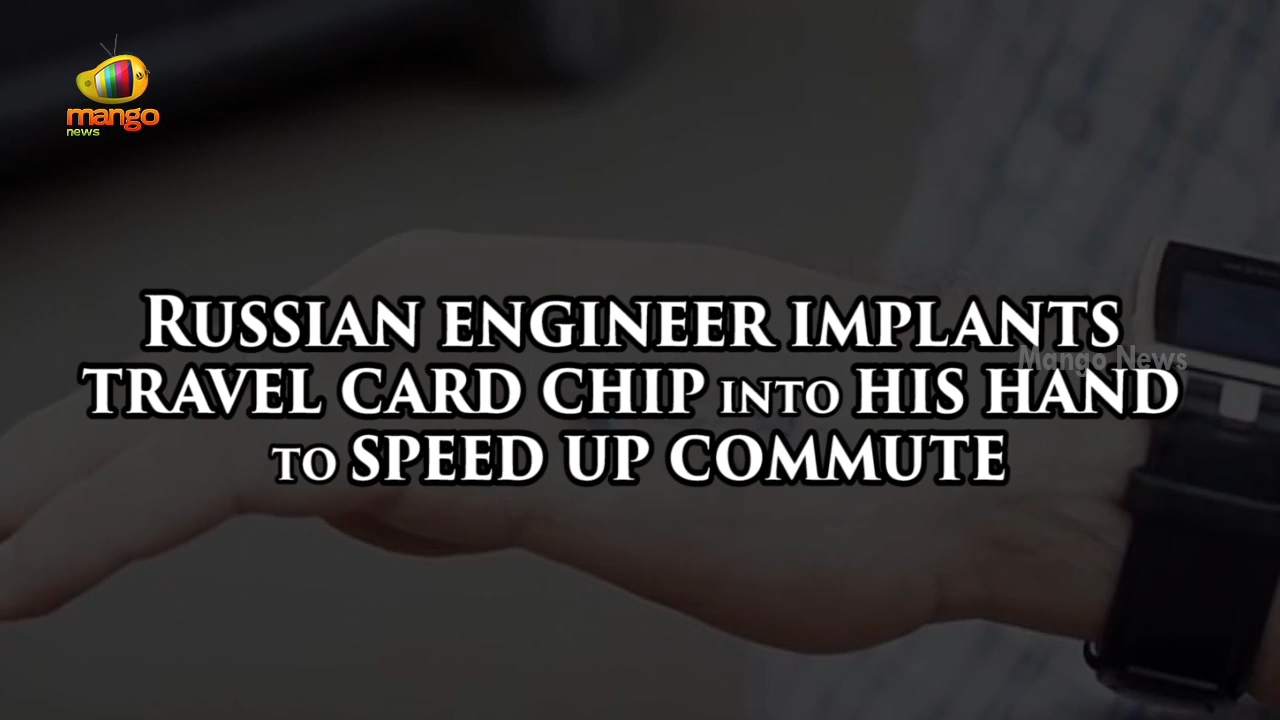 mango
news
RUSSIAN ENGINEER IMPLANTS
Mango News
TRAVEL CARD CHIP INTO HIS HAND
TO SPEED UP COMMUTE